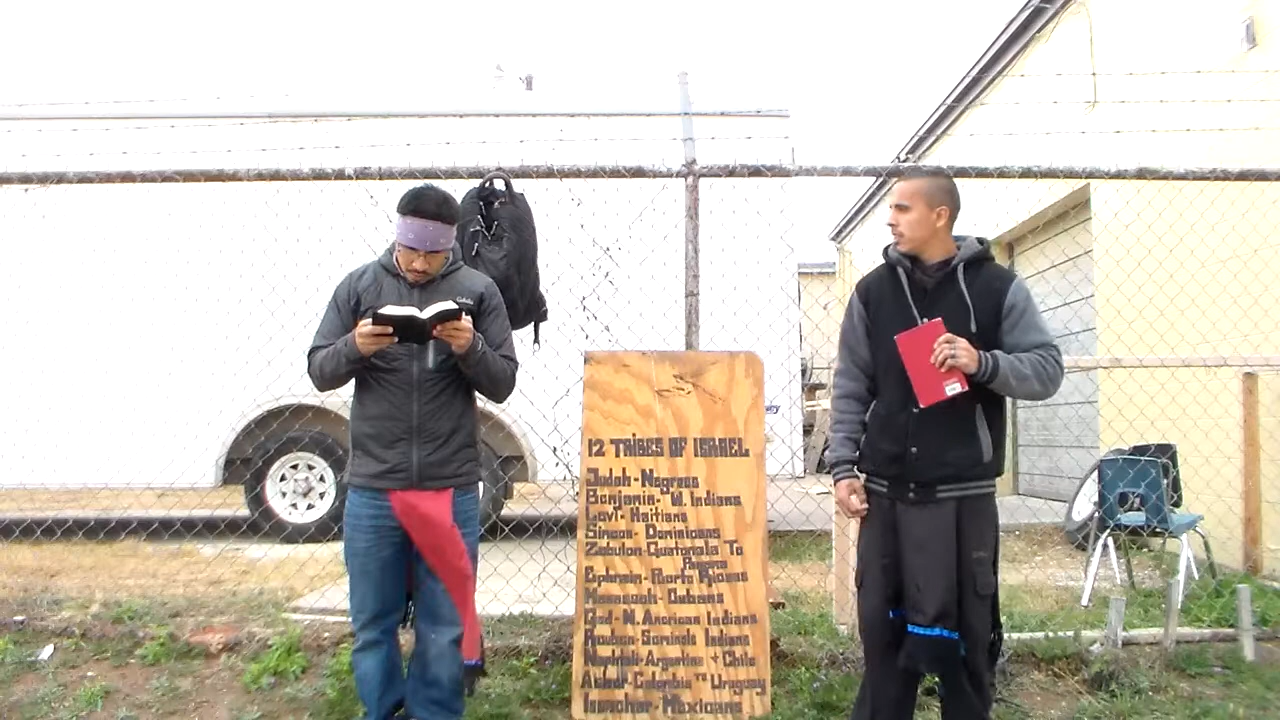 Cabela's
12 TRIBES OF ISRAEL
Judah-Negroes
Benjamin- W. Indians
Levi- Haitians
Simeon- Dominicans
Zebulon-Guatemala To
Panama
Ephraim-Puerto Ricans
Manasseh-Cubans
Gad-N. American Indians
Reuben-Seminole Indians
Naphtali-Argentina + Chile
Asher-Colombia To Uruguay
Issachar-Mexicans